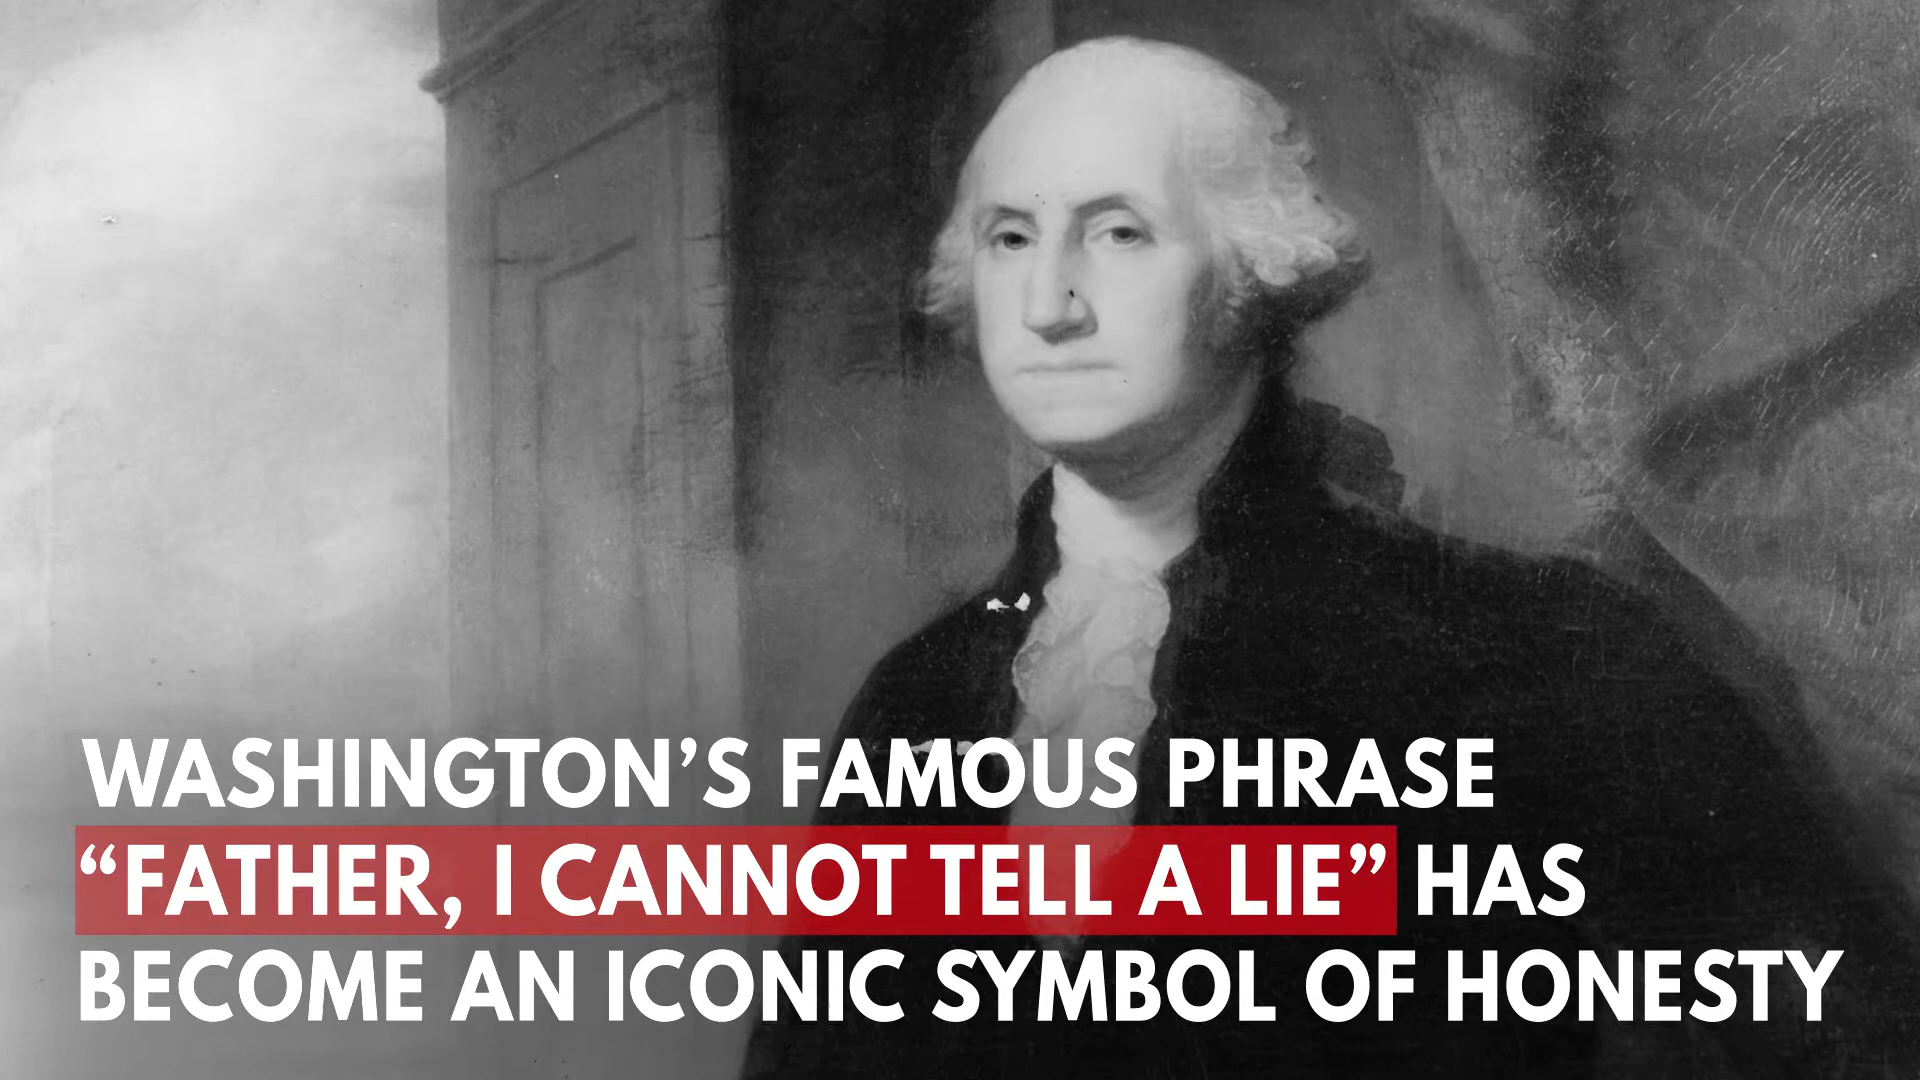 WASHINGTON’S FAMOUS PHRASE
“FATHER, I CANNOT TELL A LIE” HAS
BECOME AN ICONIC SYMBOL OF HONESTY